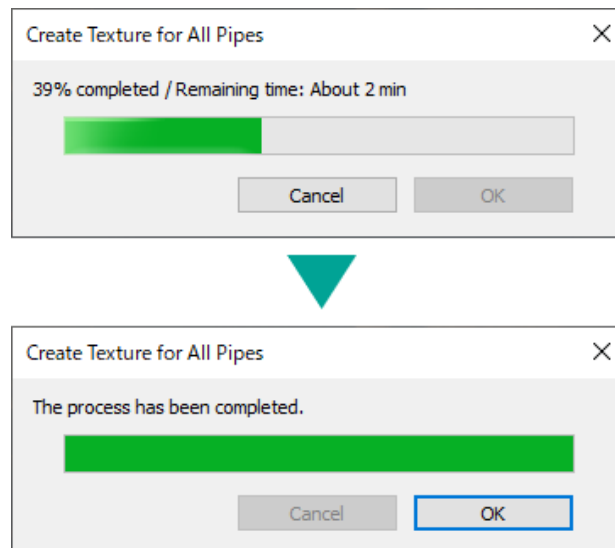 Create Texture for All Pipes
39% completed / Remaining time: About 2 min
Cancel OK
Create Texture for All Pipes
The process has been completed.
Cancel OK